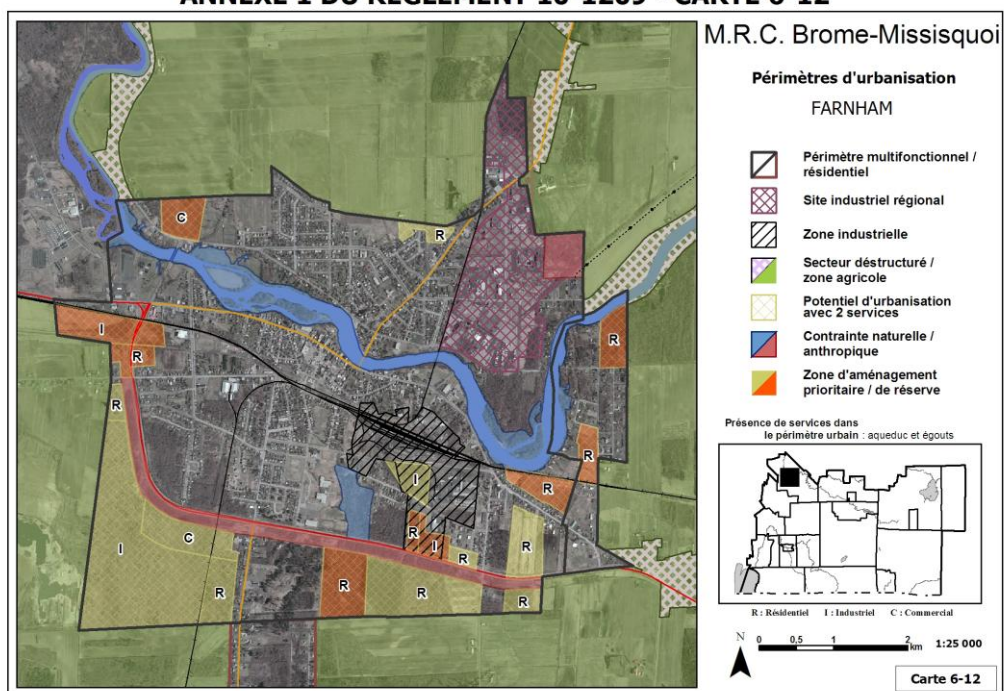 ANNEXE 1 DU RÈGLEMENT 10-1209 - CARTE 6-12
M.R.C. Brome-Missisquoi
Périmètres d'urbanisation
FARNHAM
Périmètre multifonctionnel /
résidentiel
Site industriel régional
Zone industrielle
Secteur déstructuré /
zone agricole
Potentiel d'urbanisation
avec 2 services
Contrainte naturelle /
anthropique
Zone d'aménagement
prioritaire / de réserve
Présence de services dans
le périmètre urbain : aqueduc et égouts
R : Résidentiel I : Industriel C : Commercial
N
0 0,5 1 2
km
1:25 000
Carte 6-12
C
R
I
R
R
R
R
R
I
R
I
R
R
I
C
R
R
R
R